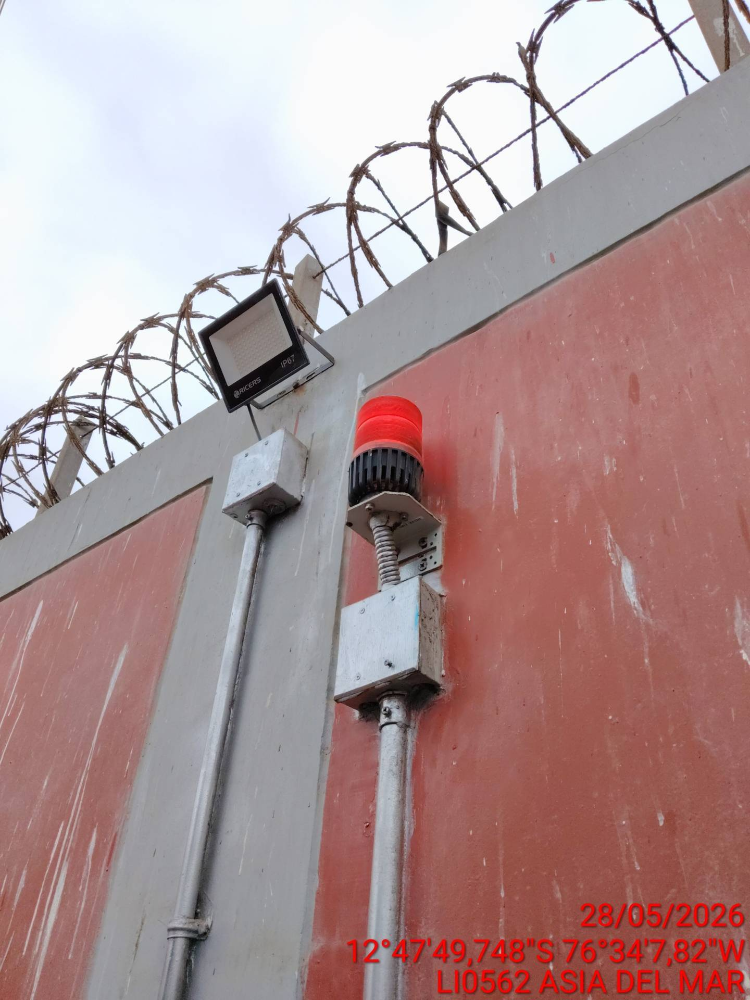 IP67
RICERS
28/05/2026
12°47'49,748"S 76°34'7,82"W
LI0562 ASIA DEL MAR